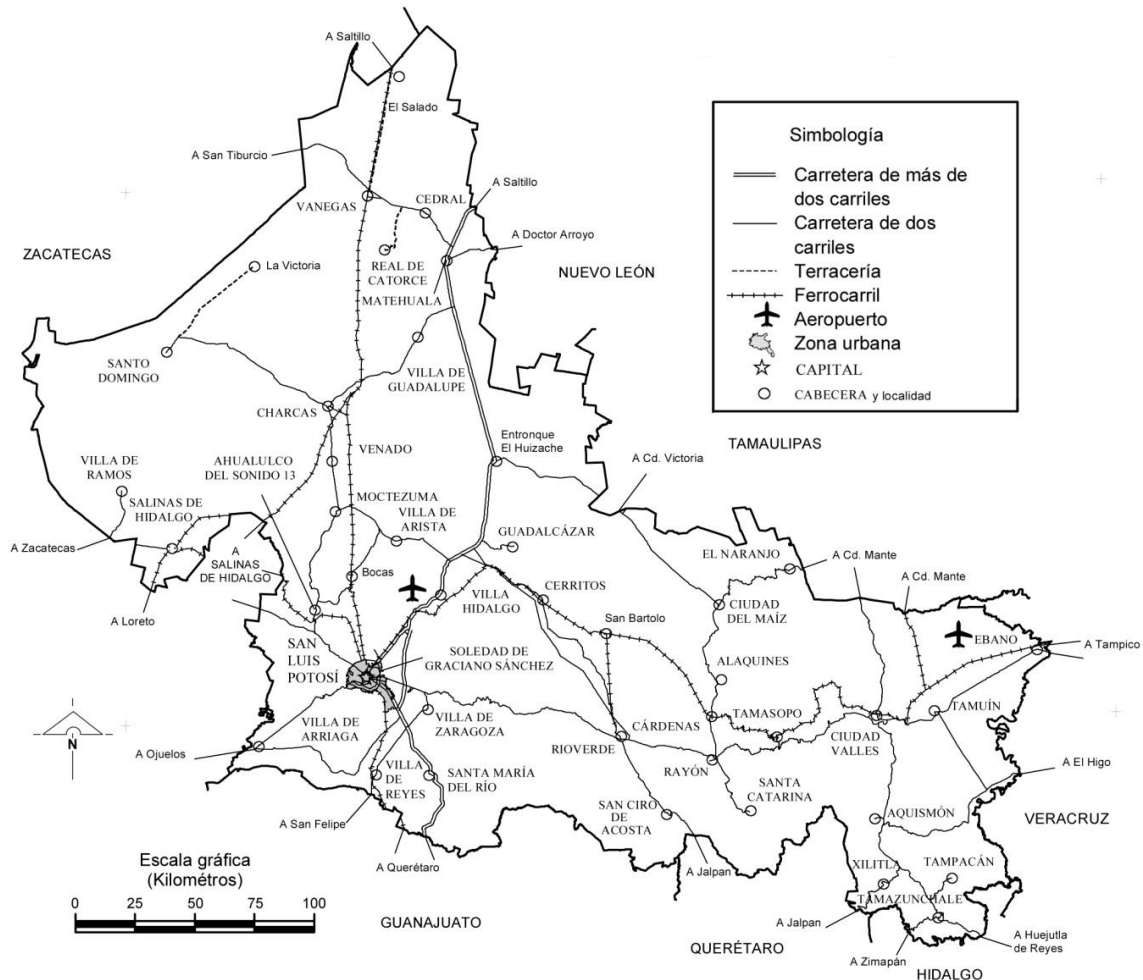 A Saltillo
El Salado
A San Tiburcio
VANEGAS
CEDRAL
A Saltillo
A Doctor Arroyo
ZACATECAS
La Victoria
REAL DE
CATORCE
MATEHUALA
NUEVO LEÓN
SANTO
DOMINGO
VILLA DE
GUADALUPE
CHARCAS
Simbología
Carretera de más de
dos carriles
Carretera de dos
carriles
Terracería
Ferrocarril
Aeropuerto
Zona urbana
CAPITAL
CABECERA y localidad
TAMAULIPAS
Entronque
El Huizache
VENADO
AHUALULCO
DEL SONIDO 13
VILLA DE
RAMOS
A Cd. Victoria
SALINAS DE
HIDALGO
MOCTEZUMA
VILLA DE
ARISTA
GUADALCÁZAR
A Zacatecas
A
SALINAS
DE HIDALGO
Bocas
EL NARANJO
A Cd. Mante
A Cd. Mante
A Loreto
VILLA
HIDALGO
CERRITOS
San Bartolo
CIUDAD
DEL MAÍZ
EBANO
A Tampico
SAN
LUIS
POTOSÍ
SOLEDAD DE
GRACIANO SÁNCHEZ
ALAQUINES
VILLA DE
ARRIAGA
VILLA DE
ZARAGOZA
CÁRDENAS
TAMASOPO
TAMUÍN
CIUDAD
VALLES
N
A Ojuelos
RIOVERDE
RAYÓN
VILLA
DE
REYES
SANTA MARÍA
DEL RÍO
SANTA
CATARINA
A El Higo
A San Felipe
SAN CIRO
DE
ACOSTA
AQUISMÓN
VERACRUZ
A Querétaro
A Jalpan
XILITLA
TAMPACÁN
TAMAZUNCHALE
Escala gráfica
(Kilométros)
0 25 50 75 100
GUANAJUATO
A Jalpan
QUERÉTARO
A Zimapán
A Huejutla
de Reyes
HIDALGO